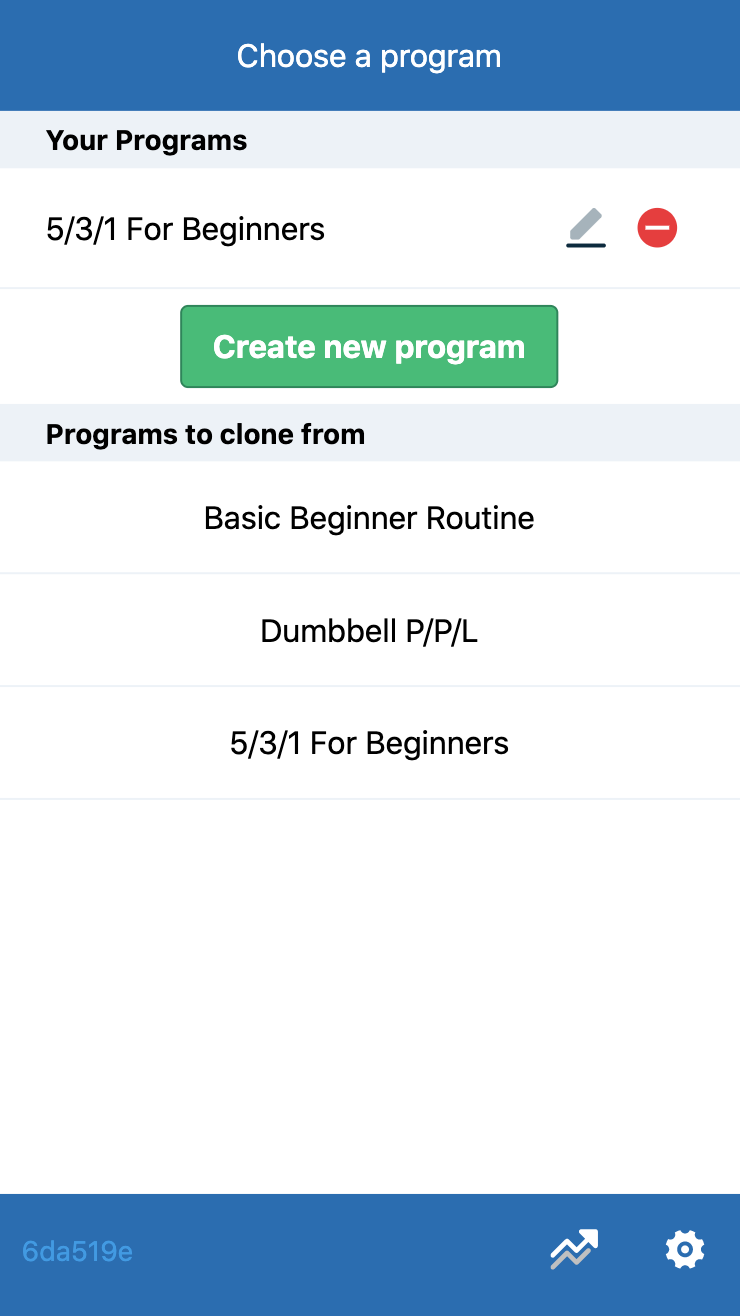 Choose a program
Your Programs
5/3/1 For Beginners
Create new program
Programs to clone from
Basic Beginner Routine
Dumbbell P/P/L
5/3/1 For Beginners
6da519e